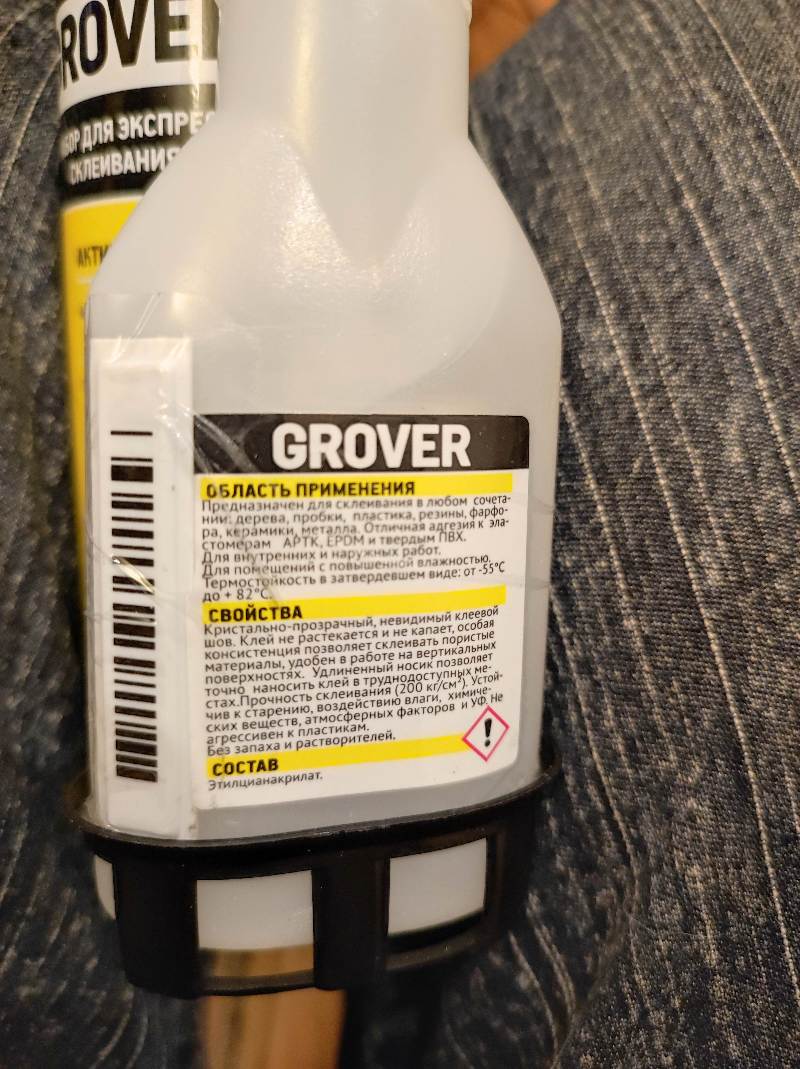 ROVE
ДЛЯ ЭКСПРЕ
СКЛЕИВАНИЯ
АКТИ
GROVER
ОБЛАСТЬ ПРИМЕНЕНИЯ
Предназначен для склеивания в любом сочета-
нии: дерева, пробки, пластика, резины, фарфо-
ра, керамики, металла. Отличная адгезия к эла-
стомерам АРТК, EPDM и твердым ПВХ.
Для внутренних и наружных работ.
Для помещений с повышенной влажностью.
Термостойкость в затвердевшем виде: от -55°С
до + 82°С.
СВОЙСТВА
Кристально-прозрачный, невидимый клеевой
шов. Клей не растекается и не капает, особая
консистенция позволяет склеивать пористые
материалы, удобен в работе на вертикальных
поверхностях. Удлиненный носик позволяет
точно наносить клей в труднодоступных ме-
стах.Прочность склеивания (200 кг/см²). Устой-
чив к старению, воздействию влаги, химиче-
ских веществ, атмосферных факторов и УФ. Не
агрессивен к пластикам.
Без запаха и растворителей.
СОСТАВ
Этилцианакрилат.